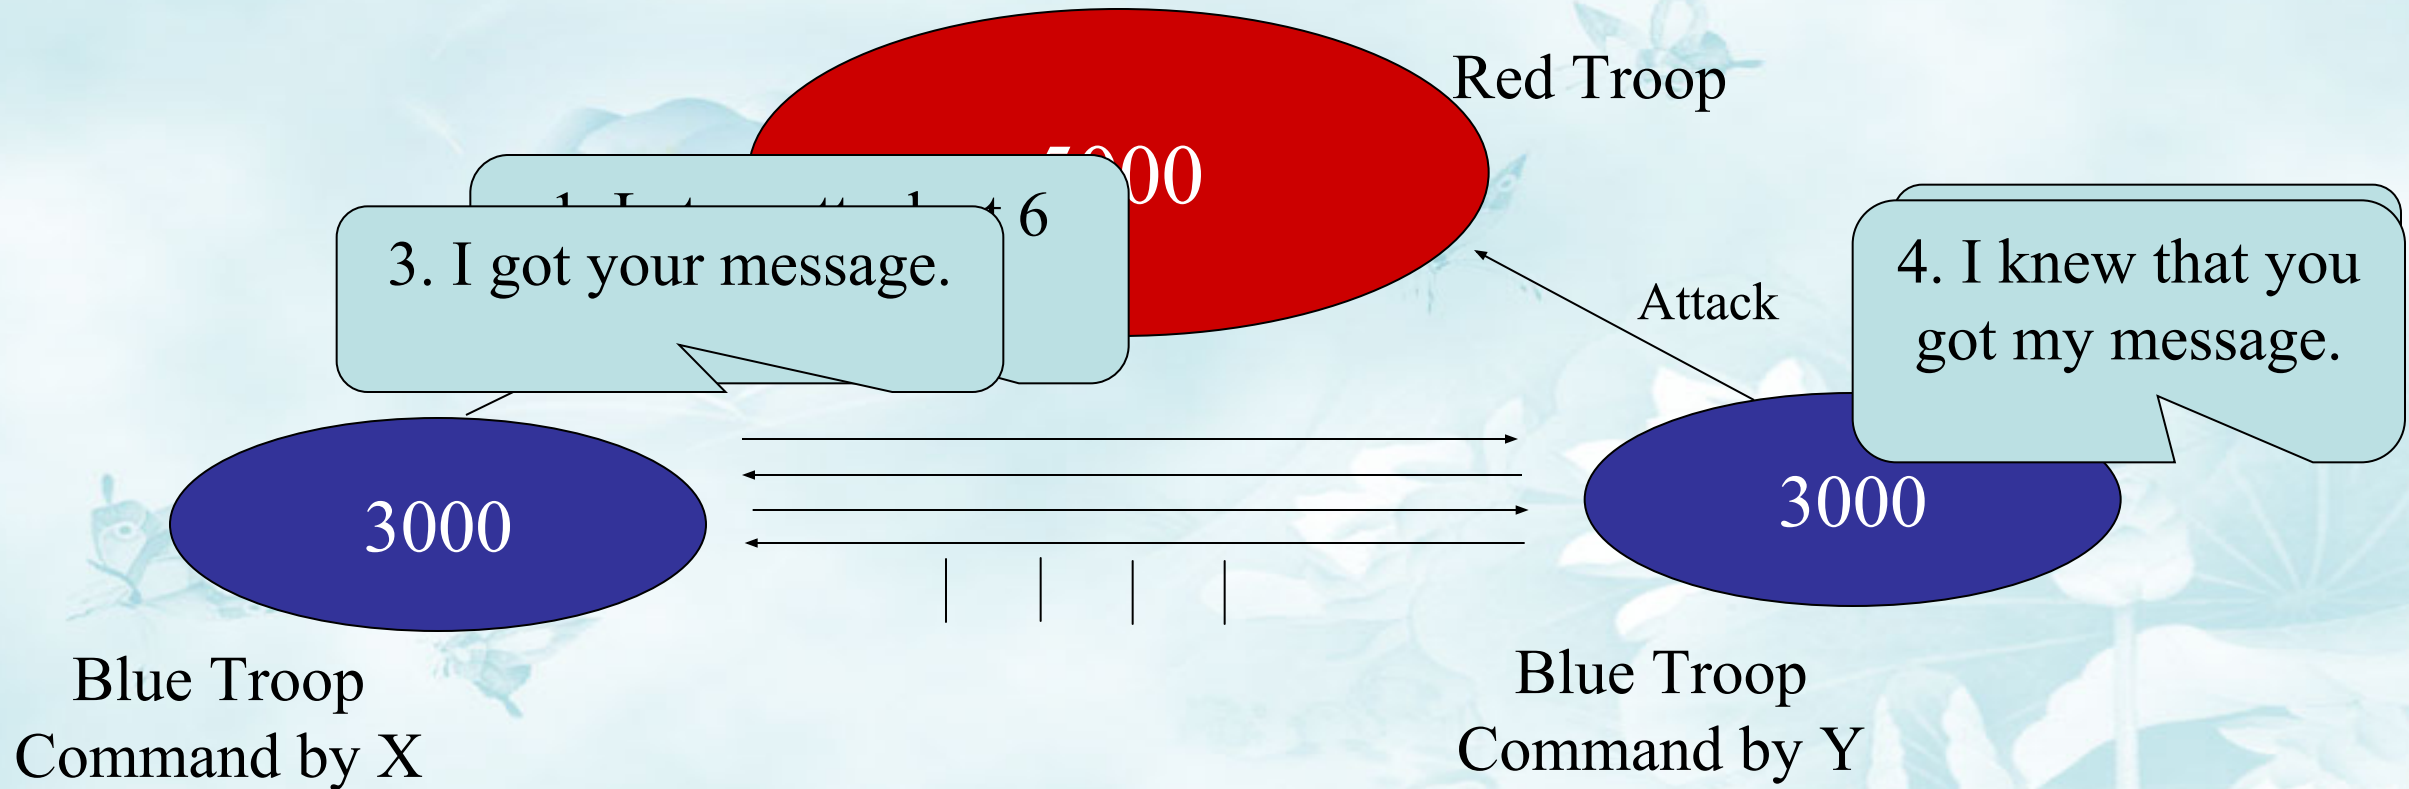 Red Troop
00
6
3. I got your message.
Attack
4. I knew that you
got my message.
3000
3000
Blue Troop
Command by X
Blue Troop
Command by Y